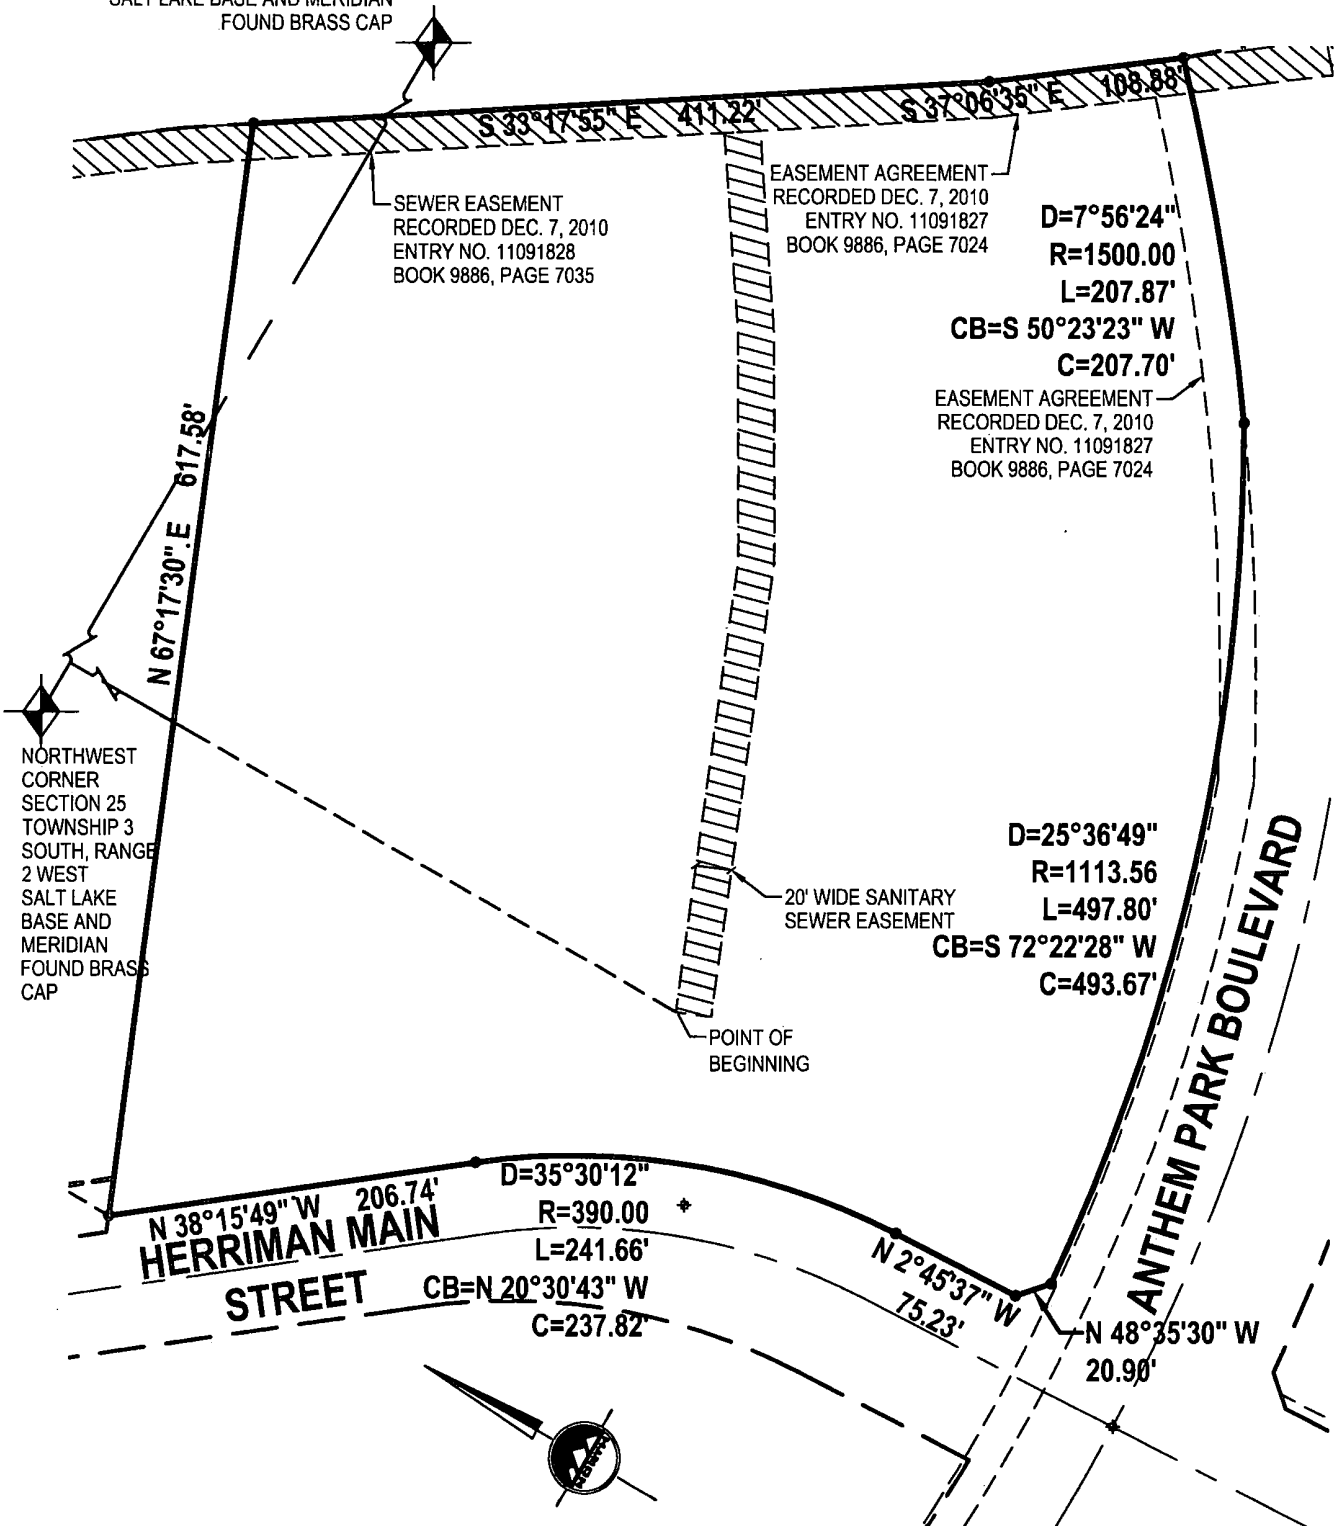 SALT LAKE BASE AND MERIDIAN
FOUND BRASS CAP
S 33°17'55" E 411.22'
S 37°06'35" E 108.88'
SEWER EASEMENT
RECORDED DEC. 7, 2010
ENTRY NO. 11091828
BOOK 9886, PAGE 7035
EASEMENT AGREEMENT
RECORDED DEC. 7, 2010
ENTRY NO. 11091827
BOOK 9886, PAGE 7024
D=7°56'24"
R=1500.00
L=207.87'
CB=S 50°23'23" W
C=207.70'
EASEMENT AGREEMENT
RECORDED DEC. 7, 2010
ENTRY NO. 11091827
BOOK 9886, PAGE 7024
N 67°17'30" E 617.58'
NORTHWEST
CORNER
SECTION 25
TOWNSHIP 3
SOUTH, RANGE
2 WEST
SALT LAKE
BASE AND
MERIDIAN
FOUND BRASS
CAP
20' WIDE SANITARY
SEWER EASEMENT
D=25°36'49"
R=1113.56
L=497.80'
CB=S 72°22'28" W
C=493.67'
POINT OF
BEGINNING
ANTHEM PARK BOULEVARD
N 38°15'49" W 206.74'
HERRIMAN MAIN
STREET
D=35°30'12"
R=390.00
L=241.66'
CB=N 20°30'43" W
C=237.82'
N 2°45'37" W
75.23'
N 48°35'30" W
20.90'
NORTH